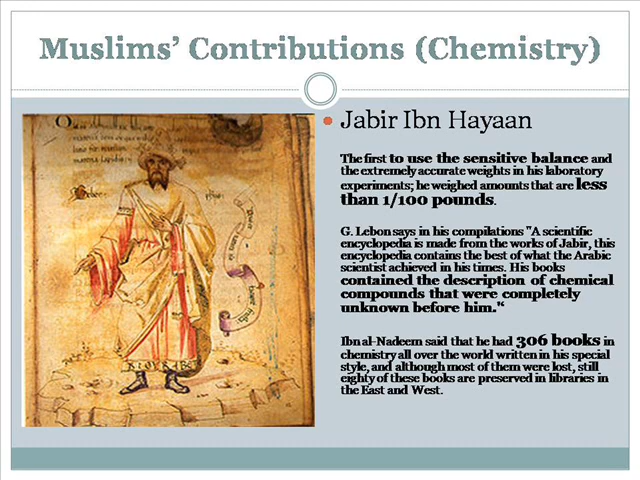 Muslims' Contributions (Chemistry)
Jabir Ibn Hayaan
The first to use the sensitive balance and
the extremely accurate weights in his laboratory
experiments; he weighed amounts that are less
than 1/100 pounds.
G. Lebon says in his compilations "A scientific
encyclopedia is made from the works of Jabir, this
encyclopedia contains the best of what the Arabic
scientist achieved in his times. His books
contained the description of chemical
compounds that were completely
unknown before him."
Ibn al-Nadeem said that he had 306 books in
chemistry all over the world written in his special
style, and although most of them were lost, still
eighty of these books are preserved in libraries in
the East and West.